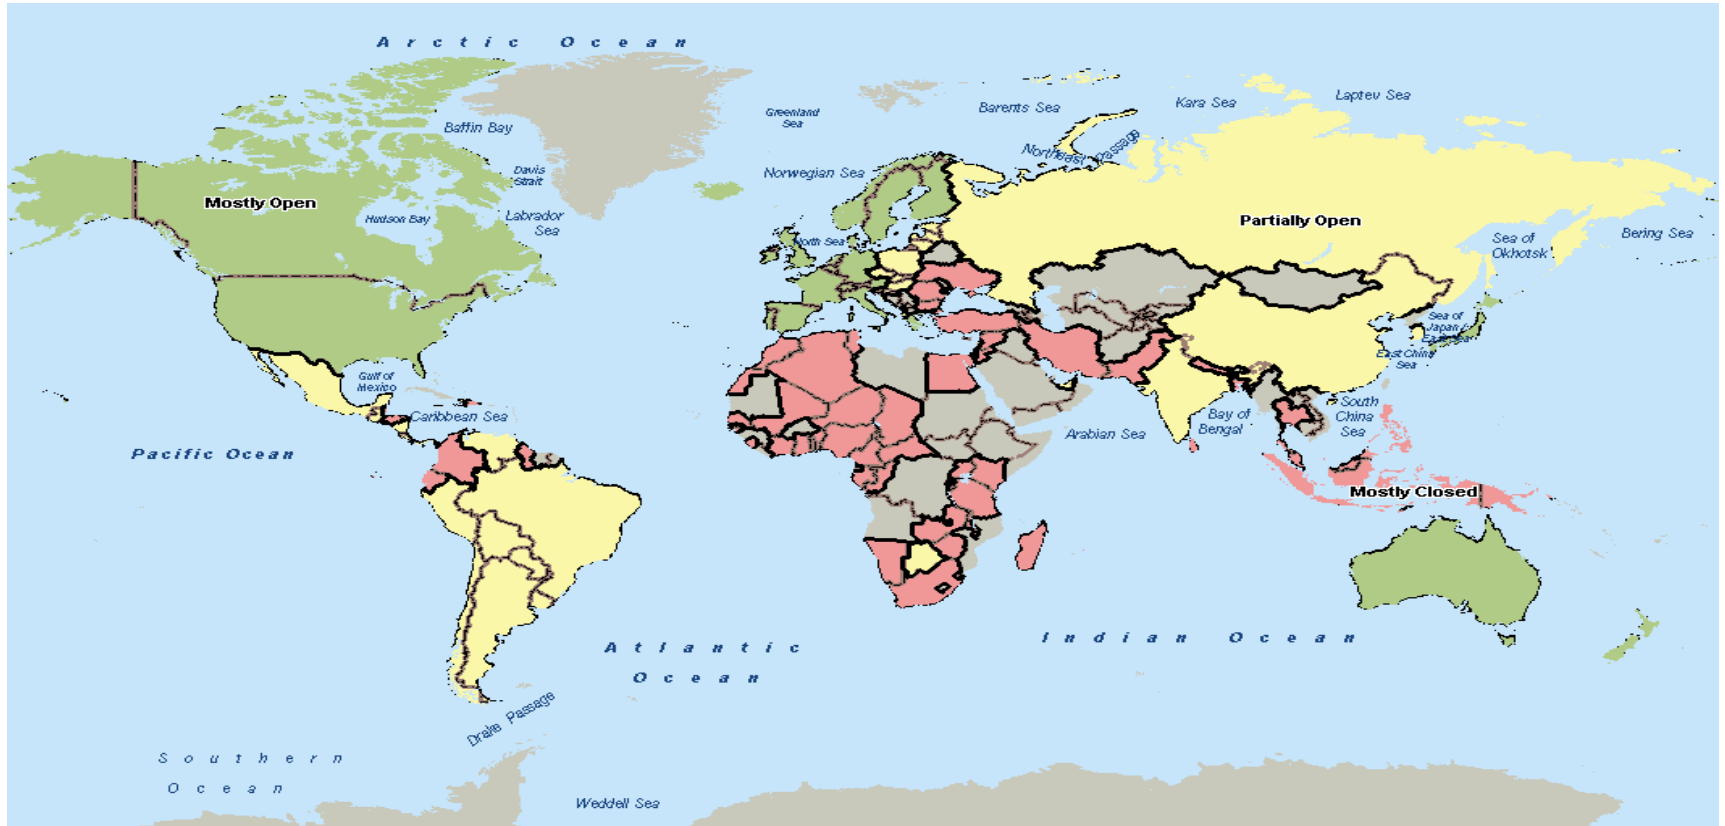 Arctic Ocean
Greenland
Sea
Barents Sea
Kara Sea
Laptev Sea
Baffin Bay
Davis
Strait
Norwegian Sea
Northeast Passage
Mostly Open
Hudson Bay
Labrador
Sea
North Sea
Partially Open
Sea of
Okhotsk
Bering Sea
Sea of
Japan /
East Sea
East China
Sea
Gulf of
Mexico
Caribbean Sea
Arabian Sea
Bay of
Bengal
South
China
Sea
Pacific Ocean
Mostly Closed
Atlantic
Ocean
Indian Ocean
Drake Passage
Southern
Ocean
Weddell Sea